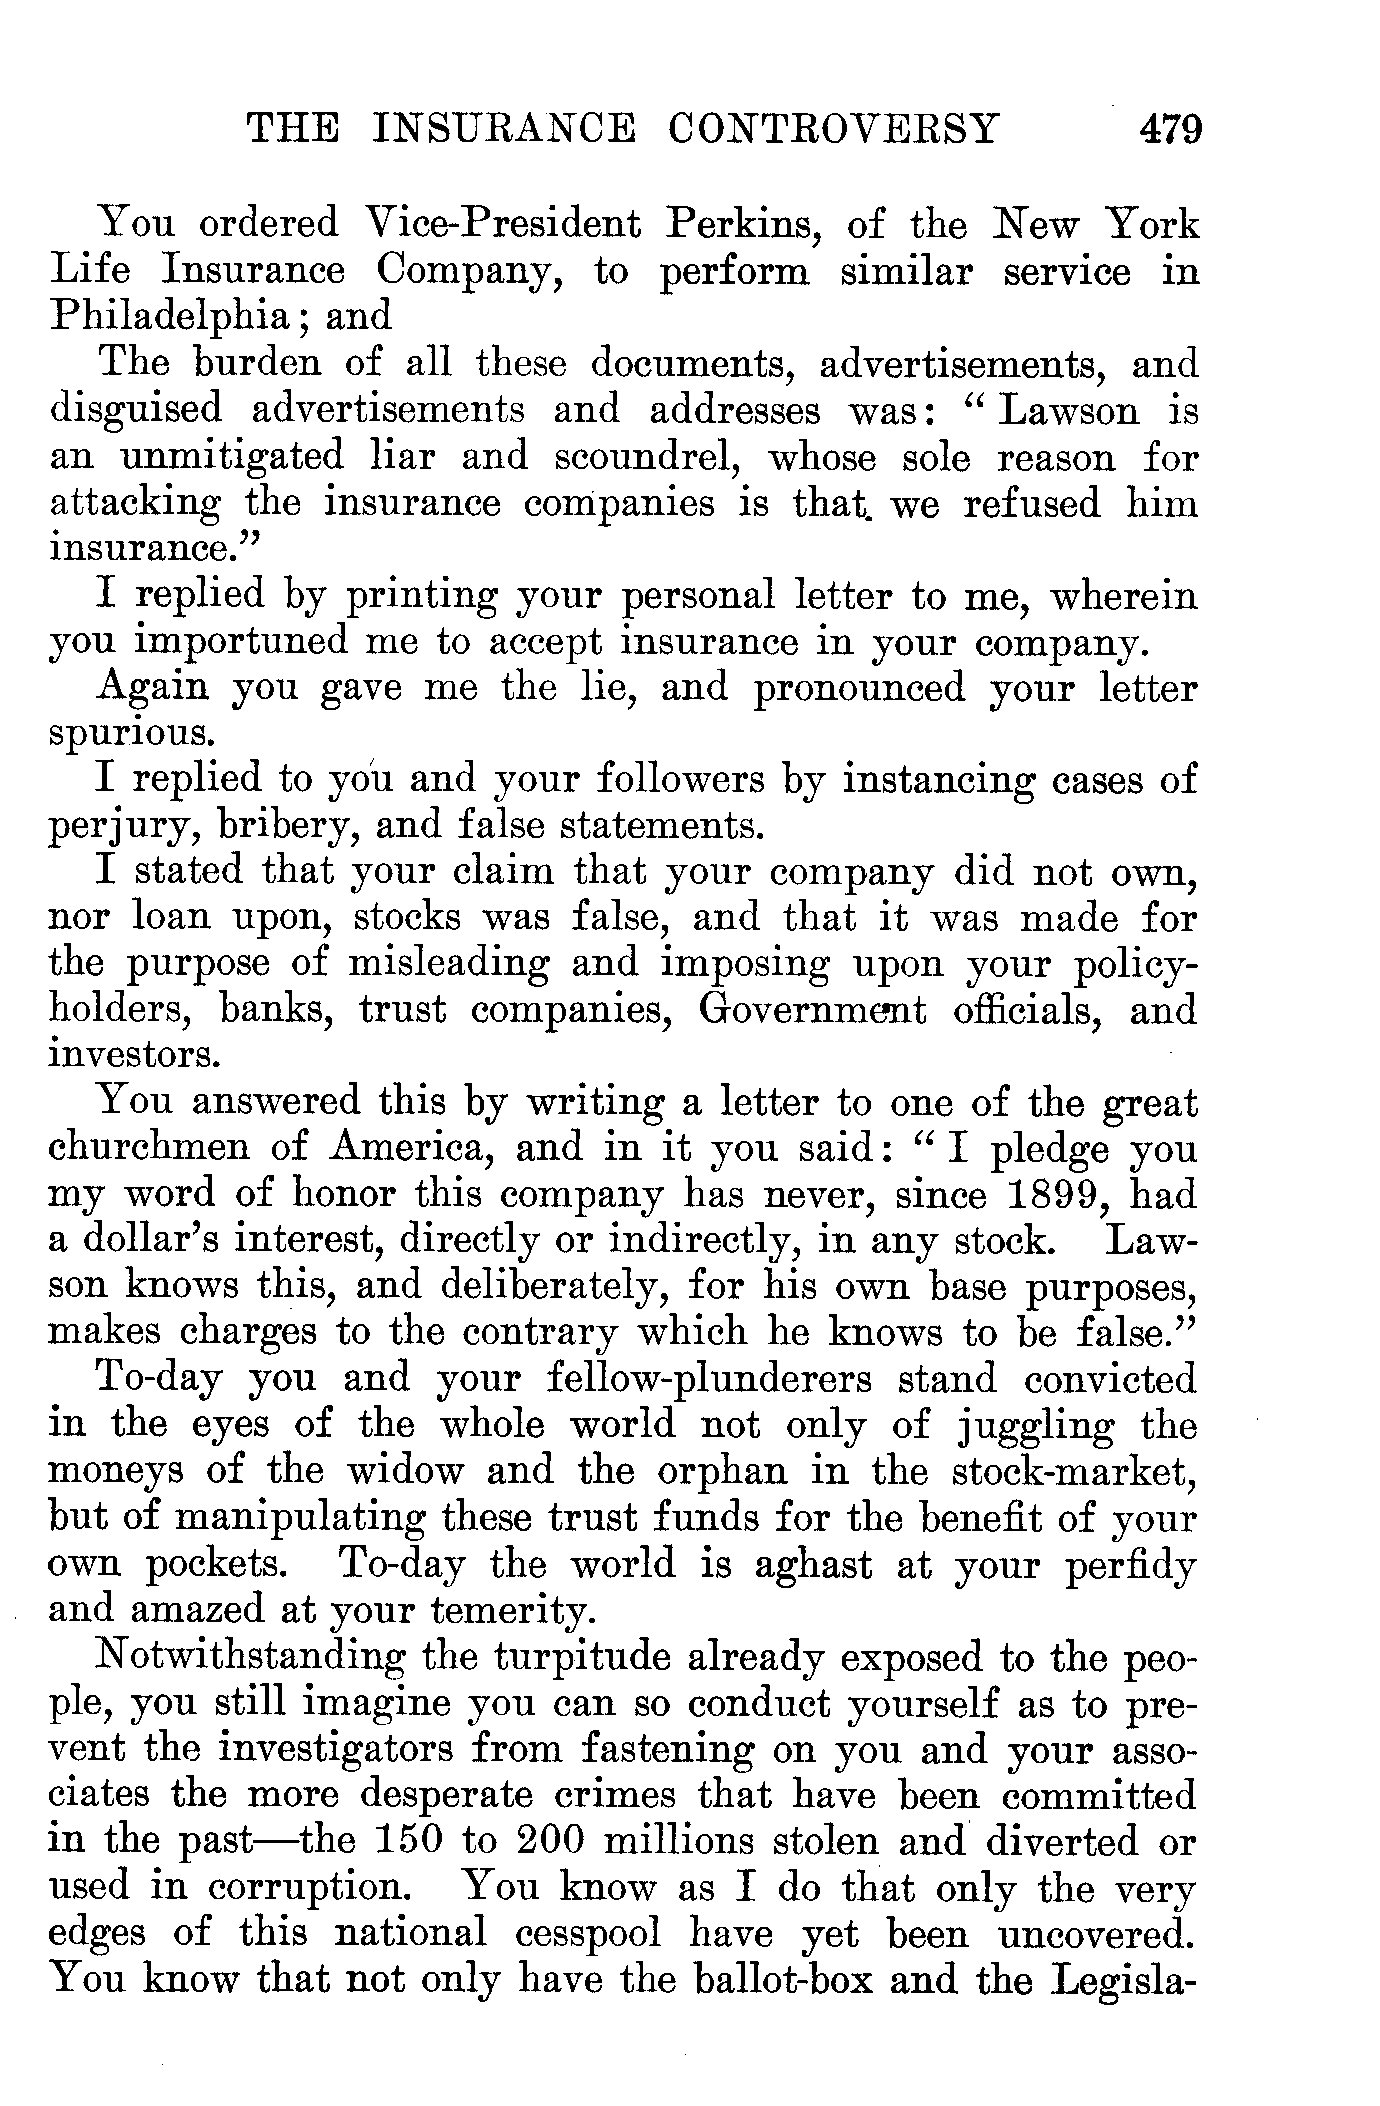 THE INSURANCE CONTROVERSY 479
You ordered Vice-President Perkins, of the New York
Life Insurance Company, to perform similar service in
Philadelphia; and
The burden of all these documents, advertisements, and
disguised advertisements and addresses was: " Lawson is
an unmitigated liar and scoundrel, whose sole reason for
attacking the insurance companies is that we refused him
insurance."
I replied by printing your personal letter to me, wherein
you importuned me to accept insurance in your company.
Again you gave me the lie, and pronounced your letter
spurious.
I replied to you and your followers by instancing cases of
perjury, bribery, and false statements.
I stated that your claim that your company did not own,
nor loan upon, stocks was false, and that it was made for
the purpose of misleading and imposing upon your policy-
holders, banks, trust companies, Government officials, and
investors.
You answered this by writing a letter to one of the great
churchmen of America, and in it you said: " I pledge you
my word of honor this company has never, since 1899, had
a dollar's interest, directly or indirectly, in any stock. Law-
son knows this, and deliberately, for his own base purposes,
makes charges to the contrary which he knows to be false."
To-day you and your fellow-plunderers stand convicted
in the eyes of the whole world not only of juggling the
moneys of the widow and the orphan in the stock-market,
but of manipulating these trust funds for the benefit of your
own pockets. To-day the world is aghast at your perfidy
and amazed at your temerity.
Notwithstanding the turpitude already exposed to the peo-
ple, you still imagine you can so conduct yourself as to pre-
vent the investigators from fastening on you and your asso-
ciates the more desperate crimes that have been committed
in the past—the 150 to 200 millions stolen and diverted or
used in corruption. You know as I do that only the very
edges of this national cesspool have yet been uncovered.
You know that not only have the ballot-box and the Legisla-